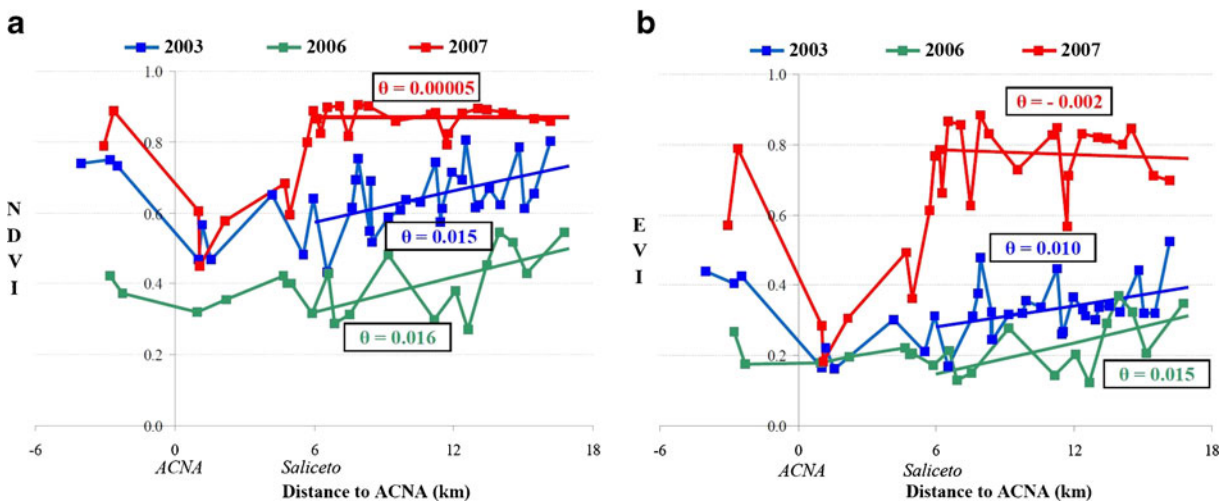 a
2003 2006 2007
NDVI
1.0
θ = 0.00005
0.8
0.6
θ = 0.015
0.4
θ = 0.016
0.2
0.0
-6 0 6 12 18
ACNA Saliceto
Distance to ACNA (km)
b
2003 2006 2007
EVI
1.0
θ = - 0.002
0.8
0.6
θ = 0.010
0.4
0.2
θ = 0.015
0.0
-6 0 6 12 18
ACNA Saliceto
Distance to ACNA (km)